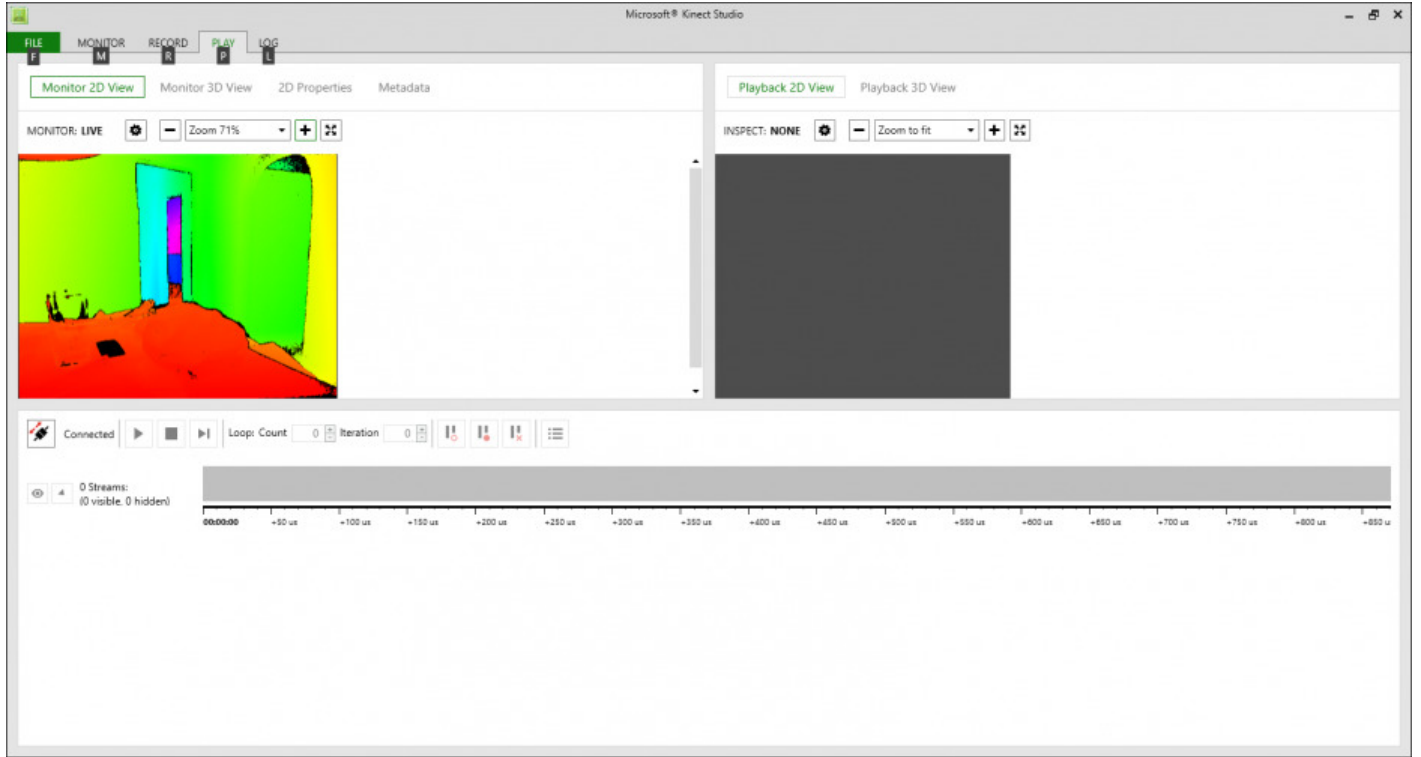 Microsoft® Kinect Studio
FILE MONITOR RECORD PLAY LOG
F M R P L
Monitor 2D View Monitor 3D View 2D Properties Metadata
Playback 2D View Playback 3D View
MONITOR: LIVE Zoom 71%
INSPECT: NONE Zoom to fit
Connected Loop: Count 0 Iteration 0
0 Streams:
(0 visible, 0 hidden)
00:00:00 +50 us +100 us +150 us +200 us +250 us +300 us +350 us +400 us +450 us +500 us +550 us +600 us +650 us +700 us +750 us +800 us +850 u